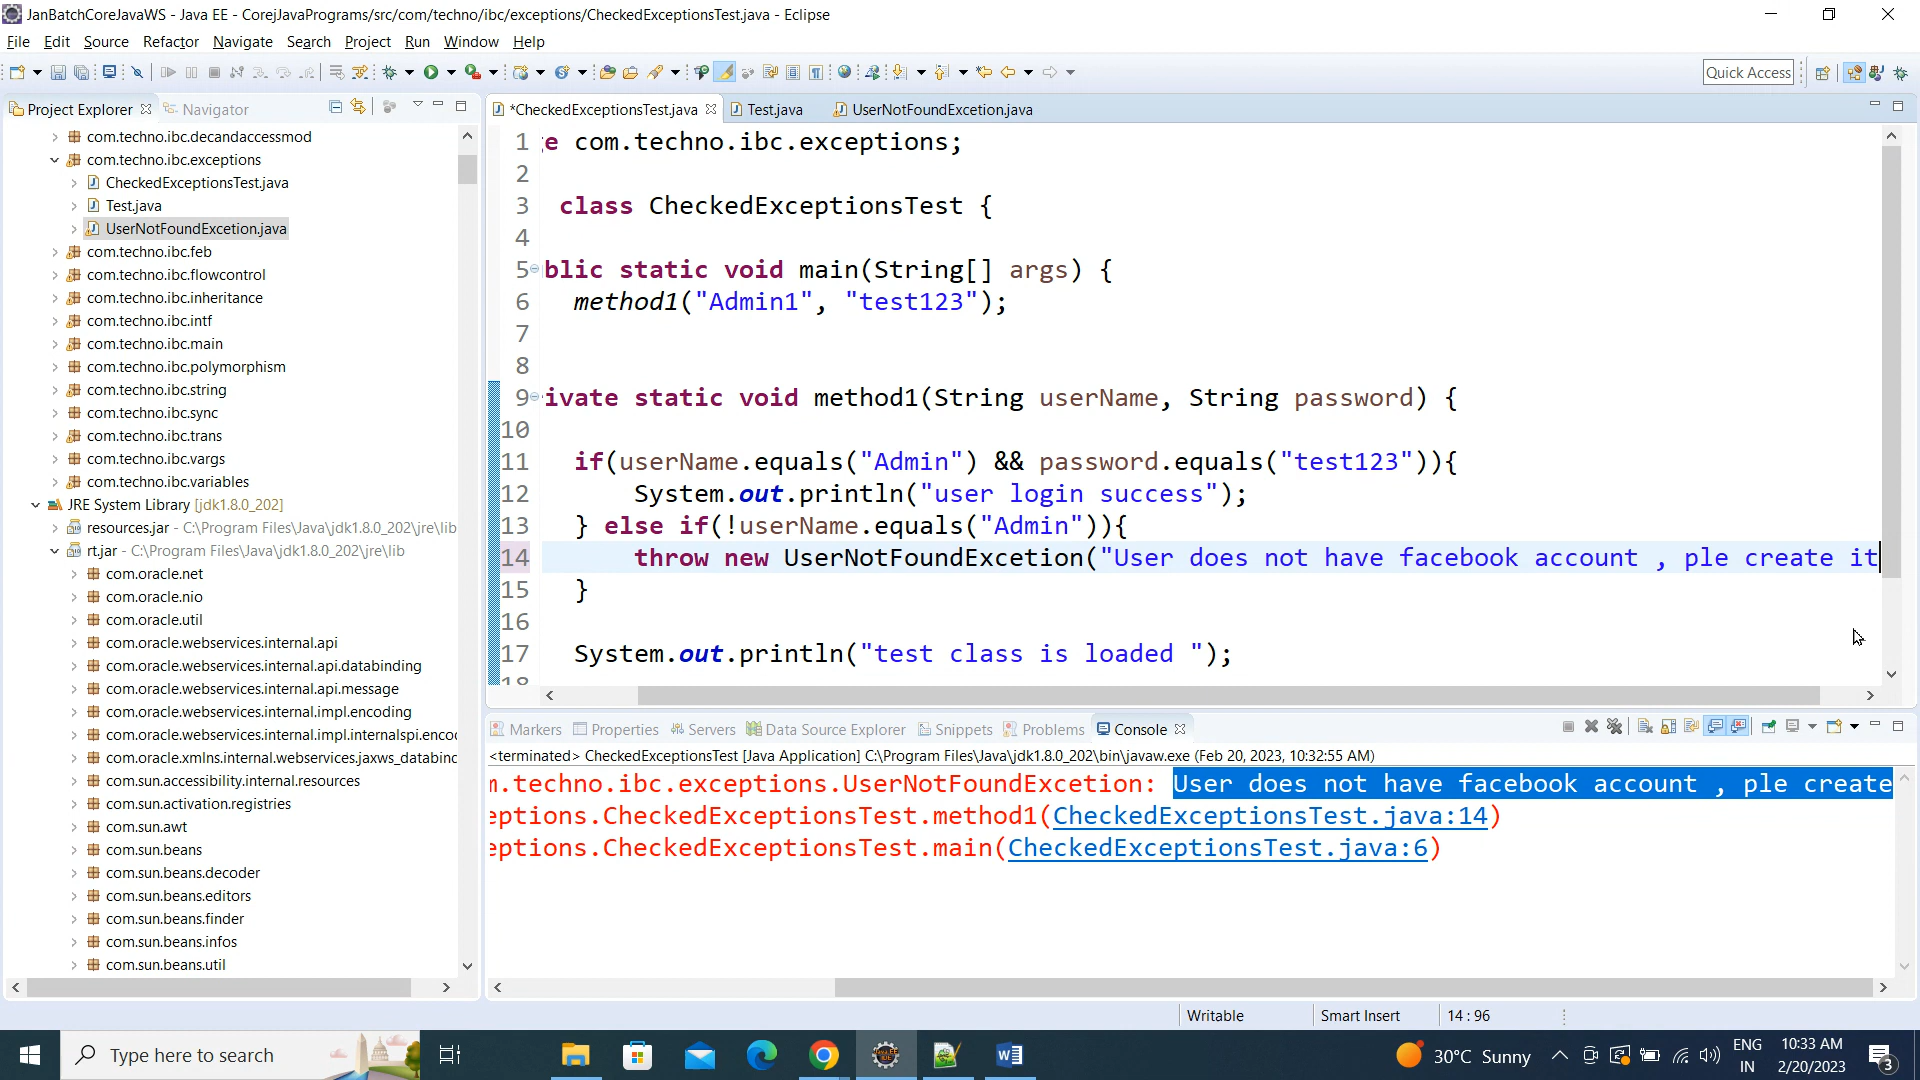 JanBatchCoreJavaWS - Java EE - CorejJavaPrograms/src/com/techno/ibc/exceptions/CheckedExceptionsTest.java - Eclipse
File Edit Source Refactor Navigate Search Project Run Window Help
Quick Access
Project Explorer Navigator
com.techno.ibc.decandaccessmod
com.techno.ibc.exceptions
CheckedExceptionsTest.java
Test.java
UserNotFoundExcetion.java
com.techno.ibc.feb
com.techno.ibc.flowcontrol
com.techno.ibc.inheritance
com.techno.ibc.intf
com.techno.ibc.main
com.techno.ibc.polymorphism
com.techno.ibc.string
com.techno.ibc.sync
com.techno.ibc.trans
com.techno.ibc.vargs
com.techno.ibc.variables
JRE System Library [jdk1.8.0_202]
resources.jar - C:\Program Files\Java\jdk1.8.0_202\jre\lib
rt.jar - C:\Program Files\Java\jdk1.8.0_202\jre\lib
com.oracle.net
com.oracle.nio
com.oracle.util
com.oracle.webservices.internal.api
com.oracle.webservices.internal.api.databinding
com.oracle.webservices.internal.api.message
com.oracle.webservices.internal.impl.encoding
com.oracle.webservices.internal.impl.internalspi.enco
com.oracle.xmlns.internal.webservices.jaxws_databinc
com.sun.accessibility.internal.resources
com.sun.activation.registries
com.sun.awt
com.sun.beans
com.sun.beans.decoder
com.sun.beans.editors
com.sun.beans.finder
com.sun.beans.infos
com.sun.beans.util
*CheckedExceptionsTest.java Test.java UserNotFoundExcetion.java
1 e com.techno.ibc.exceptions;
2
3 class CheckedExceptionsTest {
4
5 blic static void main(String[] args) {
6 method1("Admin1", "test123");
7
8
9 ivate static void method1(String userName, String password) {
10
11 if(userName.equals("Admin") && password.equals("test123")){
12 System.out.println("user login success");
13 } else if(!userName.equals("Admin")){
14 throw new UserNotFoundExcetion("User does not have facebook account , ple create it
15 }
16
17 System.out.println("test class is loaded ");
18
Markers Properties Servers Data Source Explorer Snippets Problems Console
<terminated> CheckedExceptionsTest [Java Application] C:\Program Files\Java\jdk1.8.0_202\bin\javaw.exe (Feb 20, 2023, 10:32:55 AM)
m.techno.ibc.exceptions.UserNotFoundExcetion: User does not have facebook account , ple create
eptions.CheckedExceptionsTest.method1(CheckedExceptionsTest.java:14)
eptions.CheckedExceptionsTest.main(CheckedExceptionsTest.java:6)
Writable Smart Insert 14 : 96
Type here to search
30°C Sunny
ENG
IN
10:33 AM
2/20/2023
3